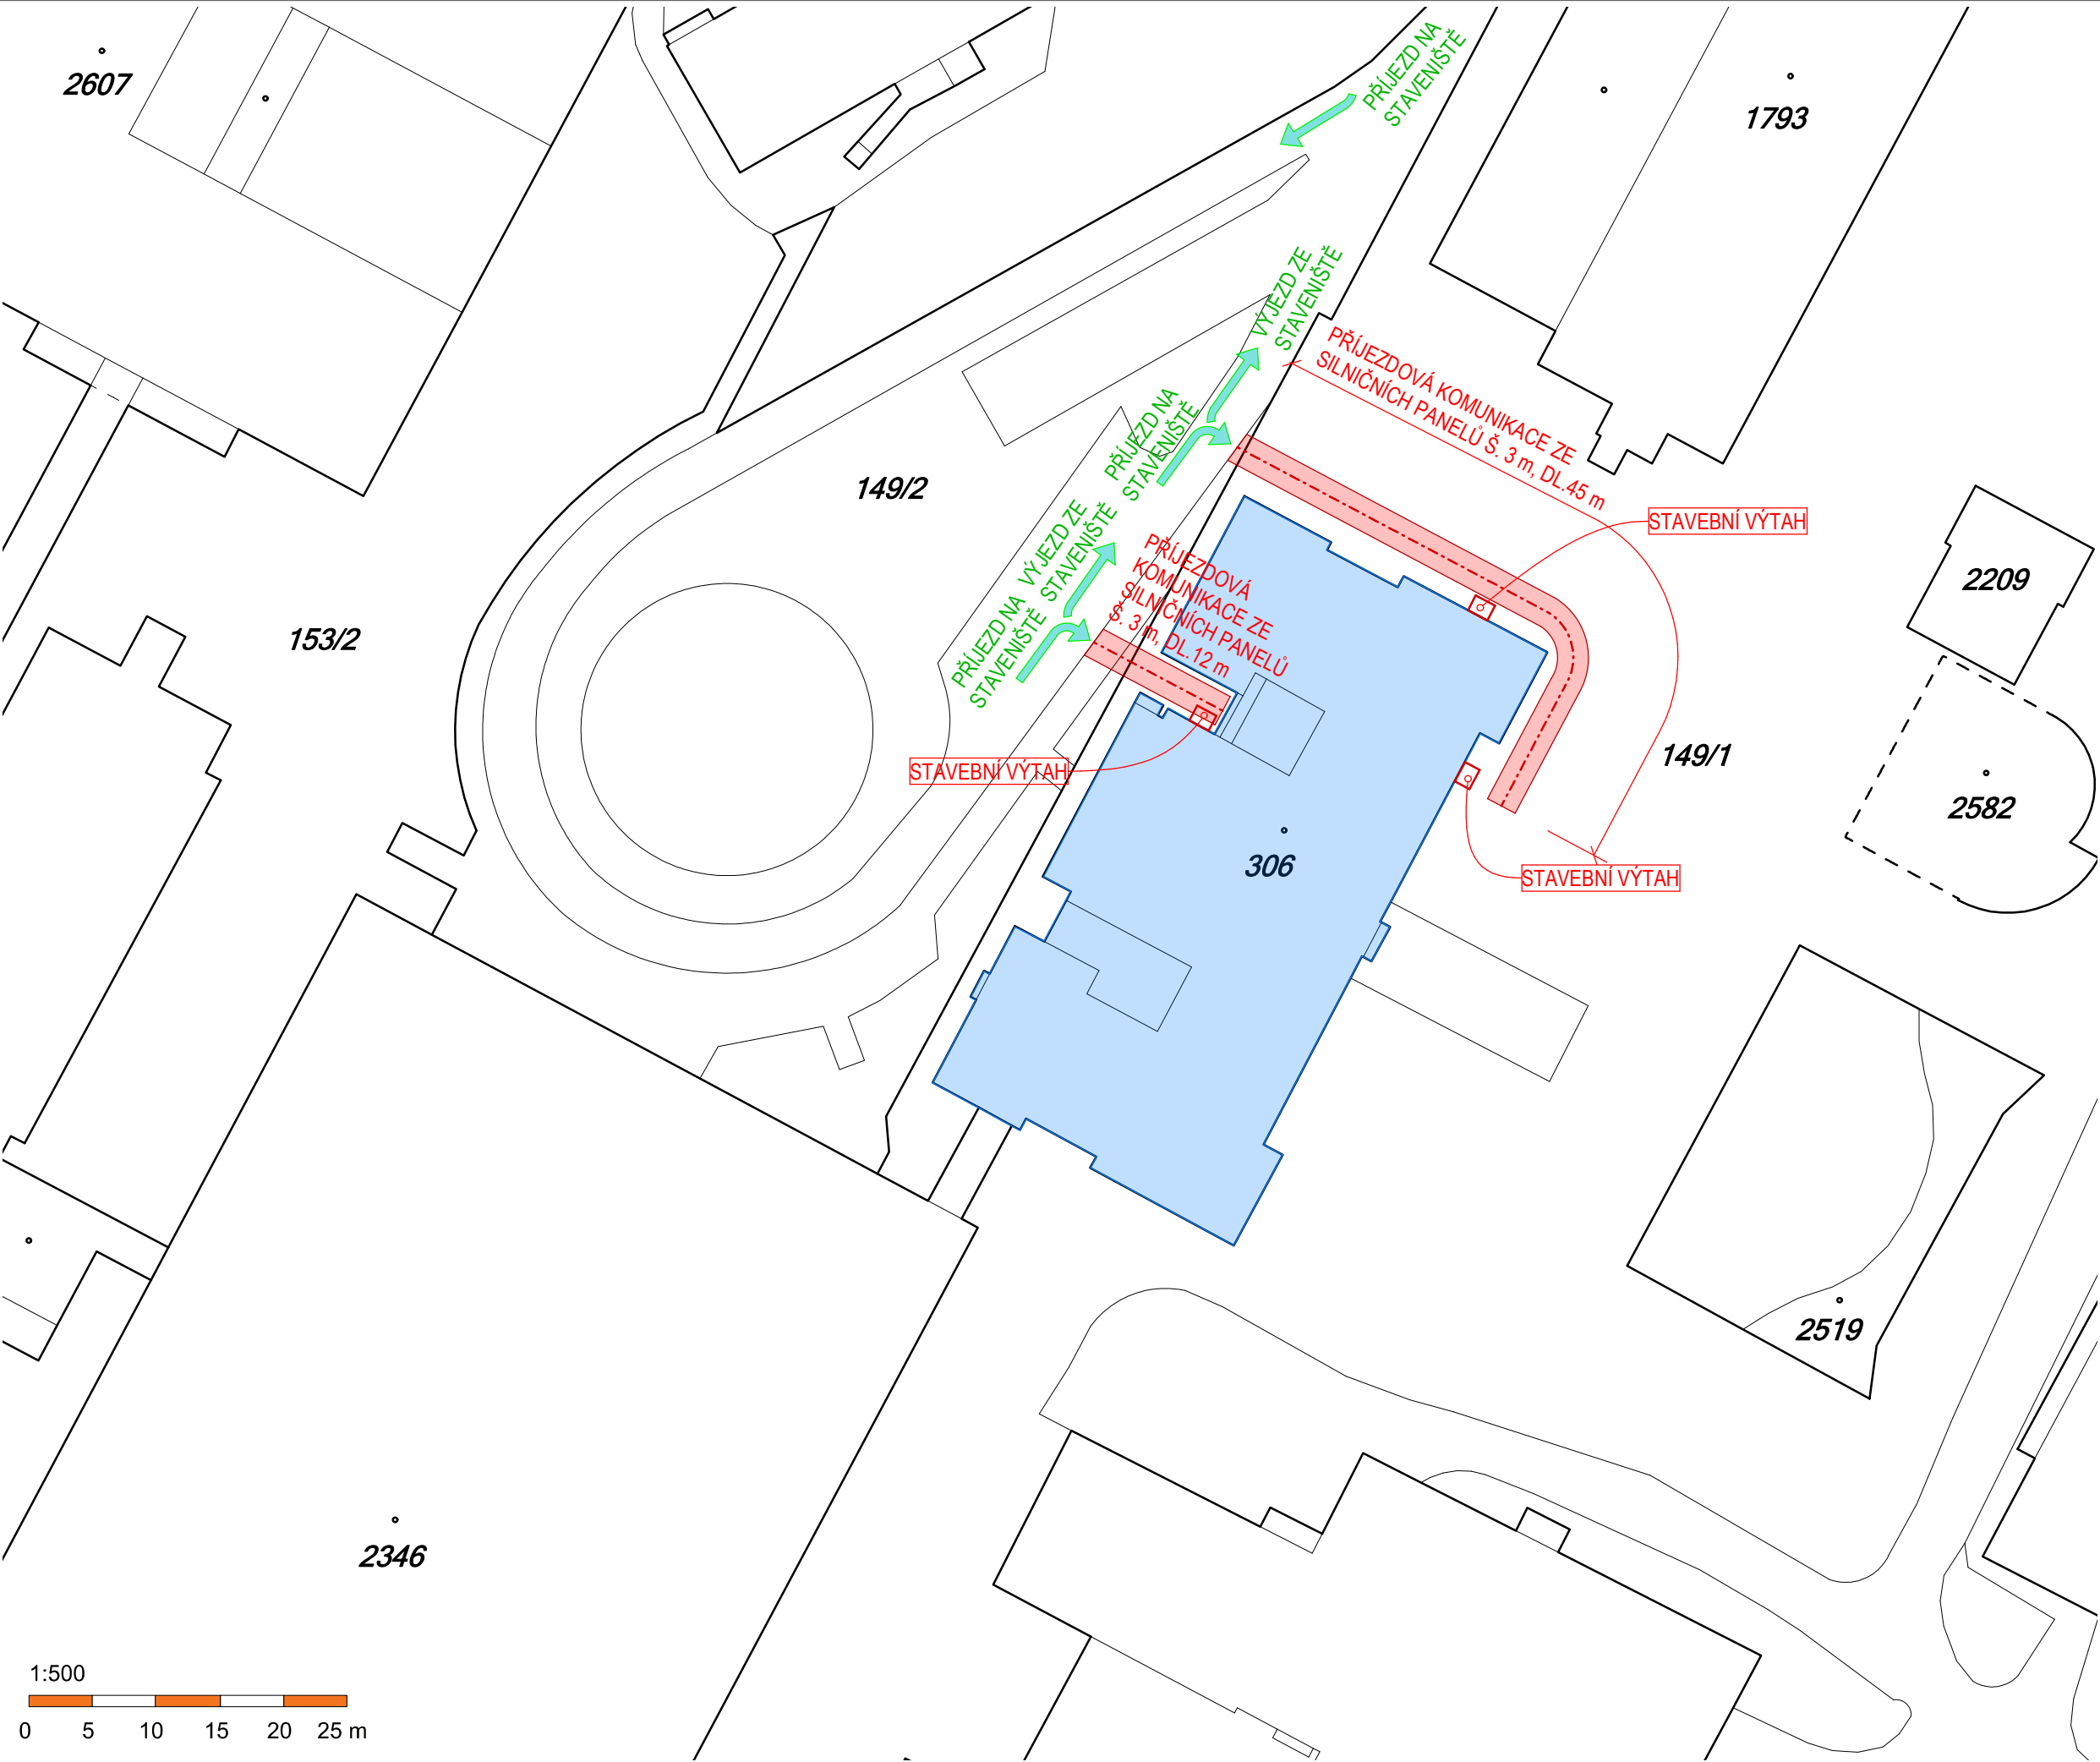 2607
PŘÍJEZD NA
STAVENIŠTĚ
1793
VÝJEZD ZE
STAVENIŠTĚ
PŘÍJEZDOVÁ KOMUNIKACE ZE
SILNIČNÍCH PANELŮ Š. 3 m, DL.45 m
PŘÍJEZD NA
STAVENIŠTĚ
149/2
STAVEBNÍ VÝTAH
VÝJEZD ZE
STAVENIŠTĚ
PŘÍJEZDOVÁ
KOMUNIKACE ZE
SILNIČNÍCH PANELŮ
Š. 3 m, DL.12 m
2209
PŘÍJEZD NA
STAVENIŠTĚ
153/2
149/1
STAVEBNÍ VÝTAH
2582
306
STAVEBNÍ VÝTAH
2519
2346
1:500
0 5 10 15 20 25 m